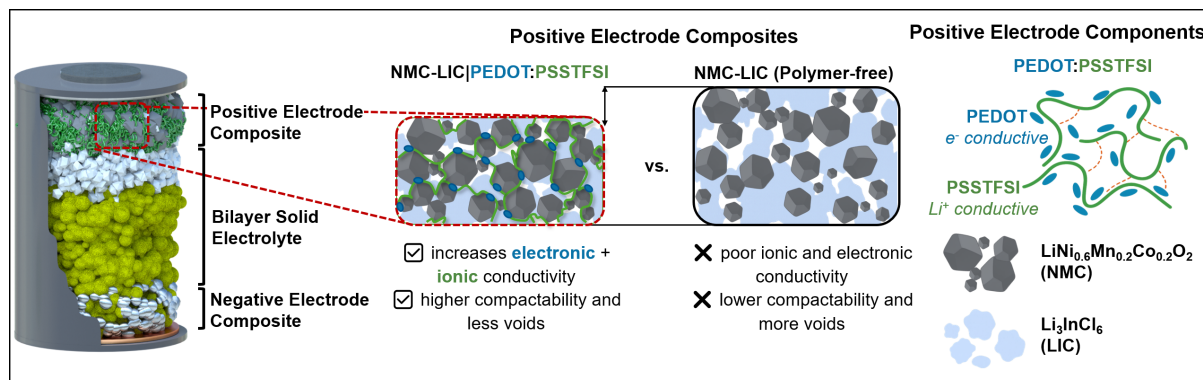 Positive Electrode Composites
Positive Electrode Components
NMC-LIC|PEDOT:PSSTFSI
NMC-LIC (Polymer-free)
PEDOT:PSSTFSI
Positive Electrode
Composite
Bilayer Solid
Electrolyte
Negative Electrode
Composite
vs.
increases electronic +
ionic conductivity
higher compactability and
less voids
poor ionic and electronic
conductivity
lower compactability and
more voids
PEDOT
e⁻ conductive
PSSTFSI
Li⁺ conductive
LiNi₀.₆Mn₀.₂Co₀.₂O₂
(NMC)
Li₃InCl₆
(LIC)